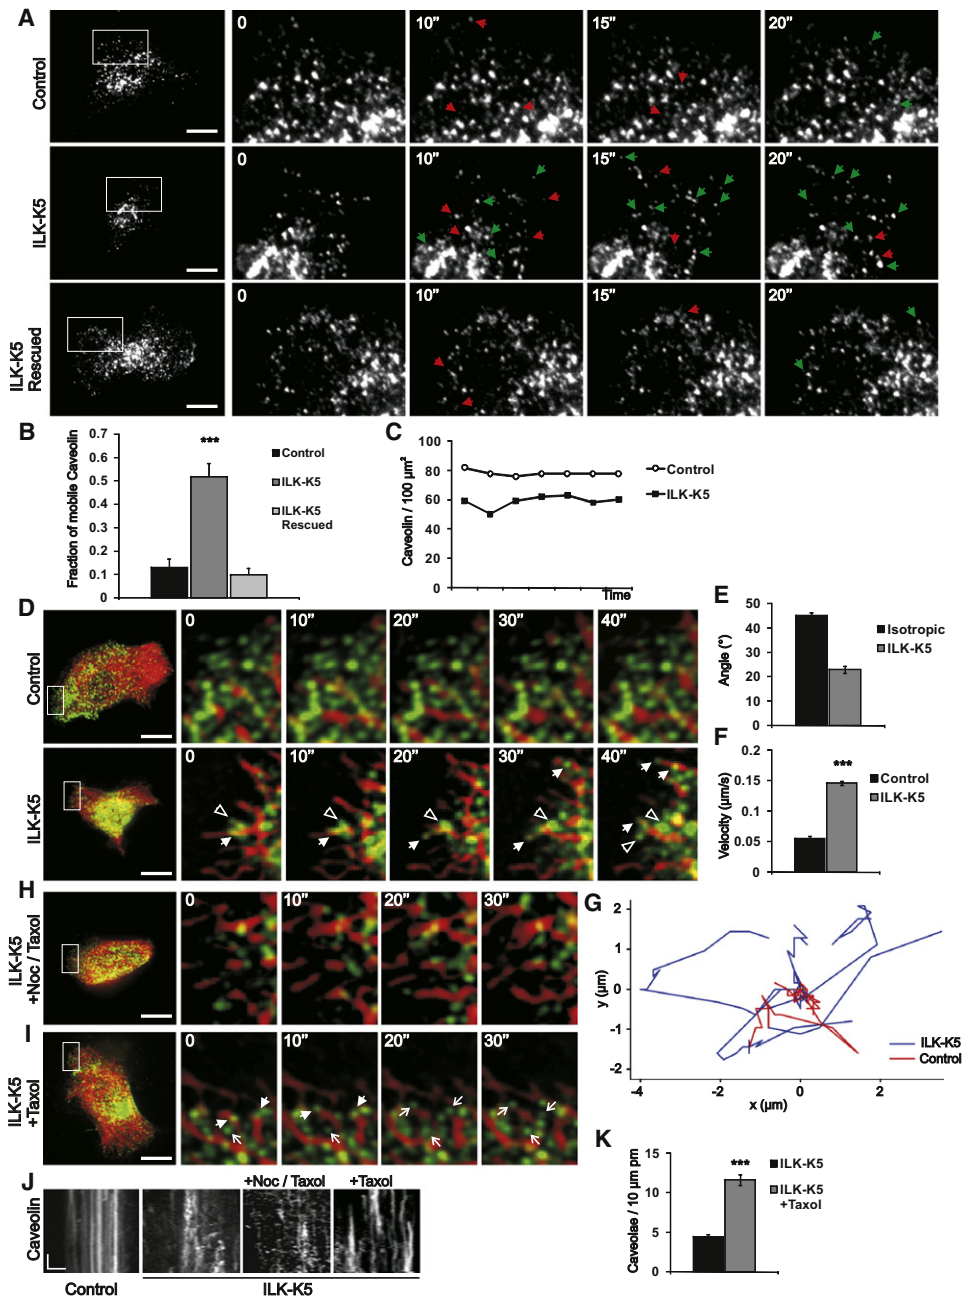 A
Control
0
10”
15”
20”
ILK-K5
0
10”
15”
20”
ILK-K5
Rescued
0
10”
15”
20”
B
Fraction of mobile Caveolin
0.7
0.6
0.5
0.4
0.3
0.2
0.1
0
***
Control
ILK-K5
ILK-K5
Rescued
C
Caveolin / 100 µm²
100
80
60
40
20
0
Time
Control
ILK-K5
D
Control
0
10”
20”
30”
40”
ILK-K5
0
10”
20”
30”
40”
E
Angle (°)
50
40
30
20
10
0
Isotropic
ILK-K5
F
Velocity (µm/s)
0.2
0.15
0.1
0.05
0
***
Control
ILK-K5
H
ILK-K5
+Noc / Taxol
0
10”
20”
30”
G
y (µm)
2
1
0
-1
-2
-4
-2
0
2
x (µm)
ILK-K5
Control
I
ILK-K5
+Taxol
0
10”
20”
30”
J
Caveolin
+Noc / Taxol
+Taxol
Control
ILK-K5
K
Caveolae / 10 µm pm
15
10
5
0
***
ILK-K5
ILK-K5
+Taxol